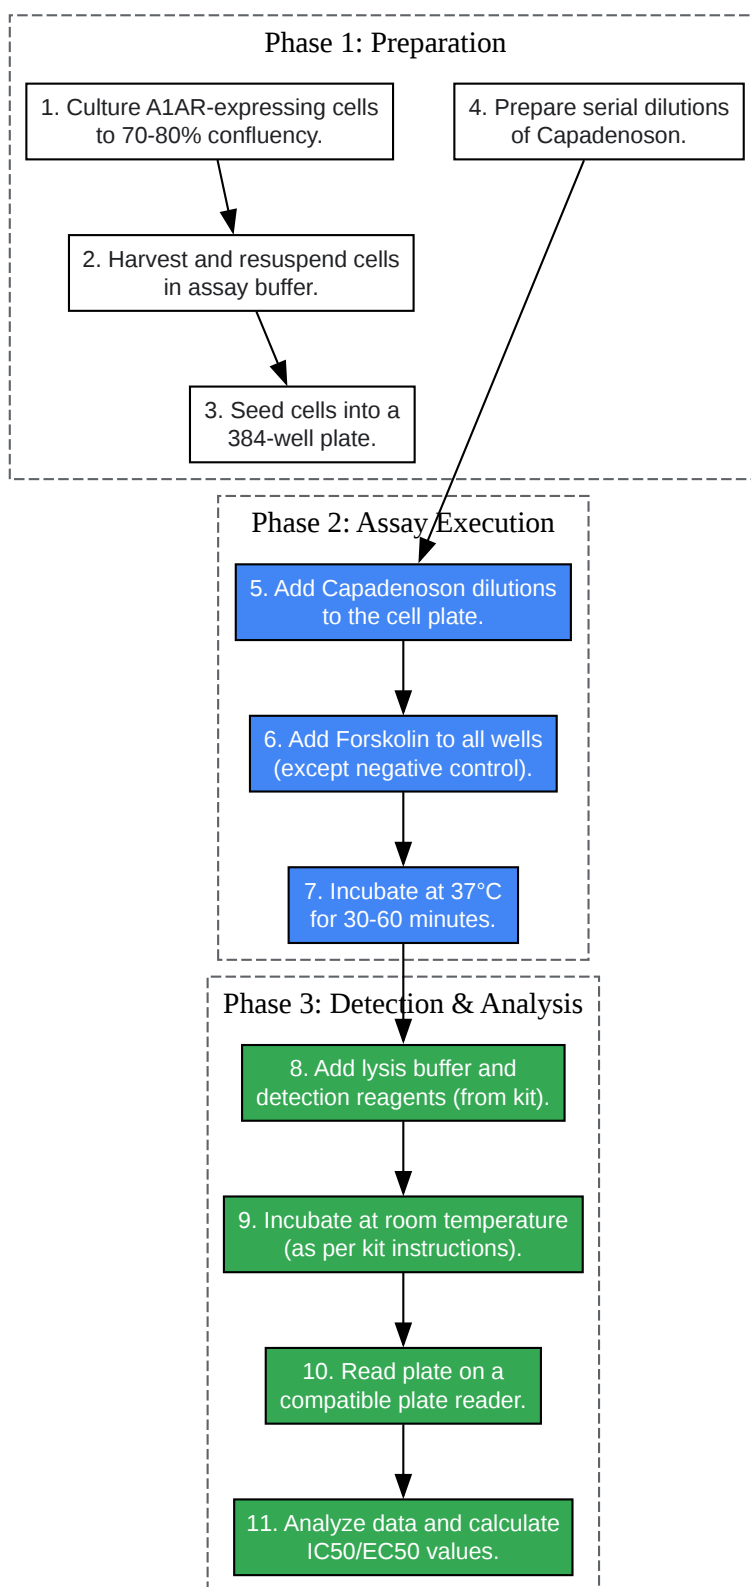 Phase 1: Preparation
1. Culture A1AR-expressing cells
to 70-80% confluency.
4. Prepare serial dilutions
of Capadenoson.
2. Harvest and resuspend cells
in assay buffer.
3. Seed cells into a
384-well plate.
Phase 2: Assay Execution
5. Add Capadenoson dilutions
to the cell plate.
6. Add Forskolin to all wells
(except negative control).
7. Incubate at 37°C
for 30-60 minutes.
Phase 3: Detection & Analysis
8. Add lysis buffer and
detection reagents (from kit).
9. Incubate at room temperature
(as per kit instructions).
10. Read plate on a
compatible plate reader.
11. Analyze data and calculate
IC50/EC50 values.